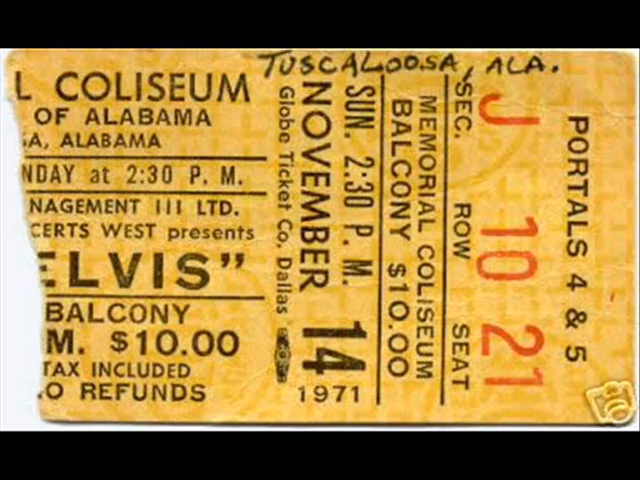 TUSCALOOSA, ALA.
L COLISEUM
OF ALABAMA
A, ALABAMA
NDAY at 2:30 P. M.
NAGEMENT III LTD.
CERTS WEST presents
ELVIS"
BALCONY
M. $10.00
TAX INCLUDED
O REFUNDS
Globe Ticket Co. Dallas
NOVEMBER 14 1971
SUN. 2:30 P. M.
BALCONY $10.00
MEMORIAL COLISEUM
SEC. ROW SEAT
J 10 21
PORTALS 4 & 5